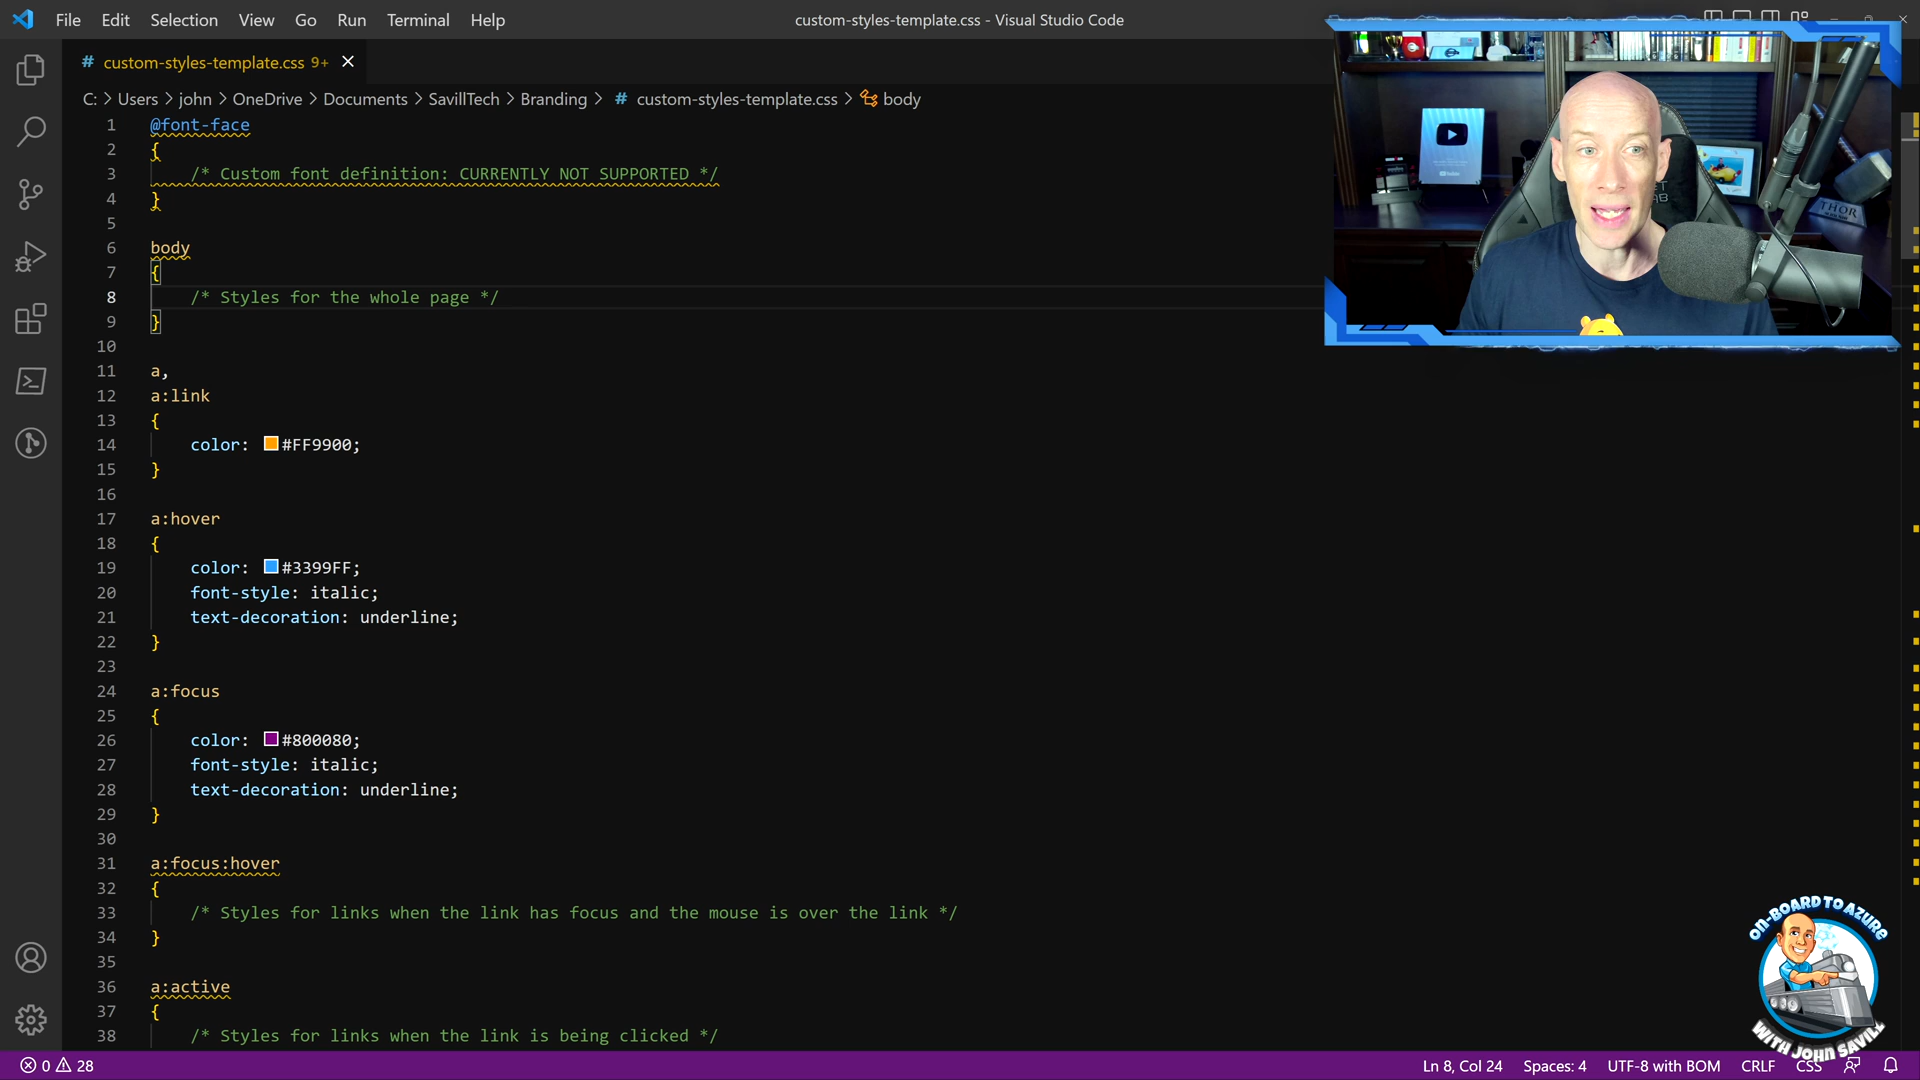 File Edit Selection View Go Run Terminal Help
custom-styles-template.css - Visual Studio Code
# custom-styles-template.css 9+
C: > Users > john > OneDrive > Documents > SavillTech > Branding > # custom-styles-template.css > body
1 @font-face
2 {
3 /* Custom font definition: CURRENTLY NOT SUPPORTED */
4 }
5
6 body
7 {
8 /* Styles for the whole page */
9 }
10
11 a,
12 a:link
13 {
14 color: #FF9900;
15 }
16
17 a:hover
18 {
19 color: #3399FF;
20 font-style: italic;
21 text-decoration: underline;
22 }
23
24 a:focus
25 {
26 color: #800080;
27 font-style: italic;
28 text-decoration: underline;
29 }
30
31 a:focus:hover
32 {
33 /* Styles for links when the link has focus and the mouse is over the link */
34 }
35
36 a:active
37 {
38 /* Styles for links when the link is being clicked */
THOR
ON-BOARD TO AZURE
WITH JOHN SAVILL
0 28
Ln 8, Col 24 Spaces: 4 UTF-8 with BOM CRLF CSS